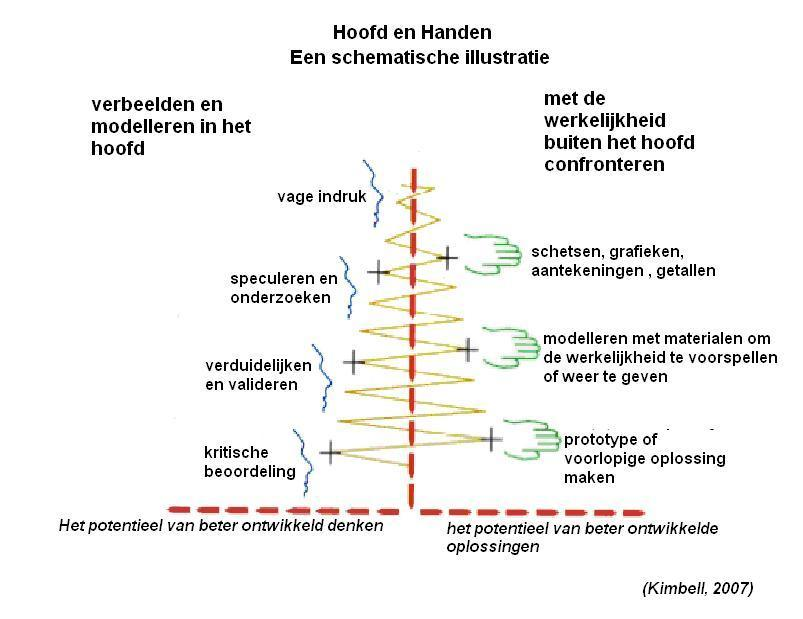 Hoofd en Handen
Een schematische illustratie
verbeelden en
modelleren in het
hoofd
met de
werkelijkheid
buiten het hoofd
confronteren
vage indruk
schetsen, grafieken,
aantekeningen , getallen
speculeren en
onderzoeken
modelleren met materialen om
de werkelijkheid te voorspellen
of weer te geven
verduidelijken
en valideren
prototype of
voorlopige oplossing
maken
kritische
beoordeling
Het potentieel van beter ontwikkeld denken
het potentieel van beter ontwikkelde
oplossingen
(Kimbell, 2007)